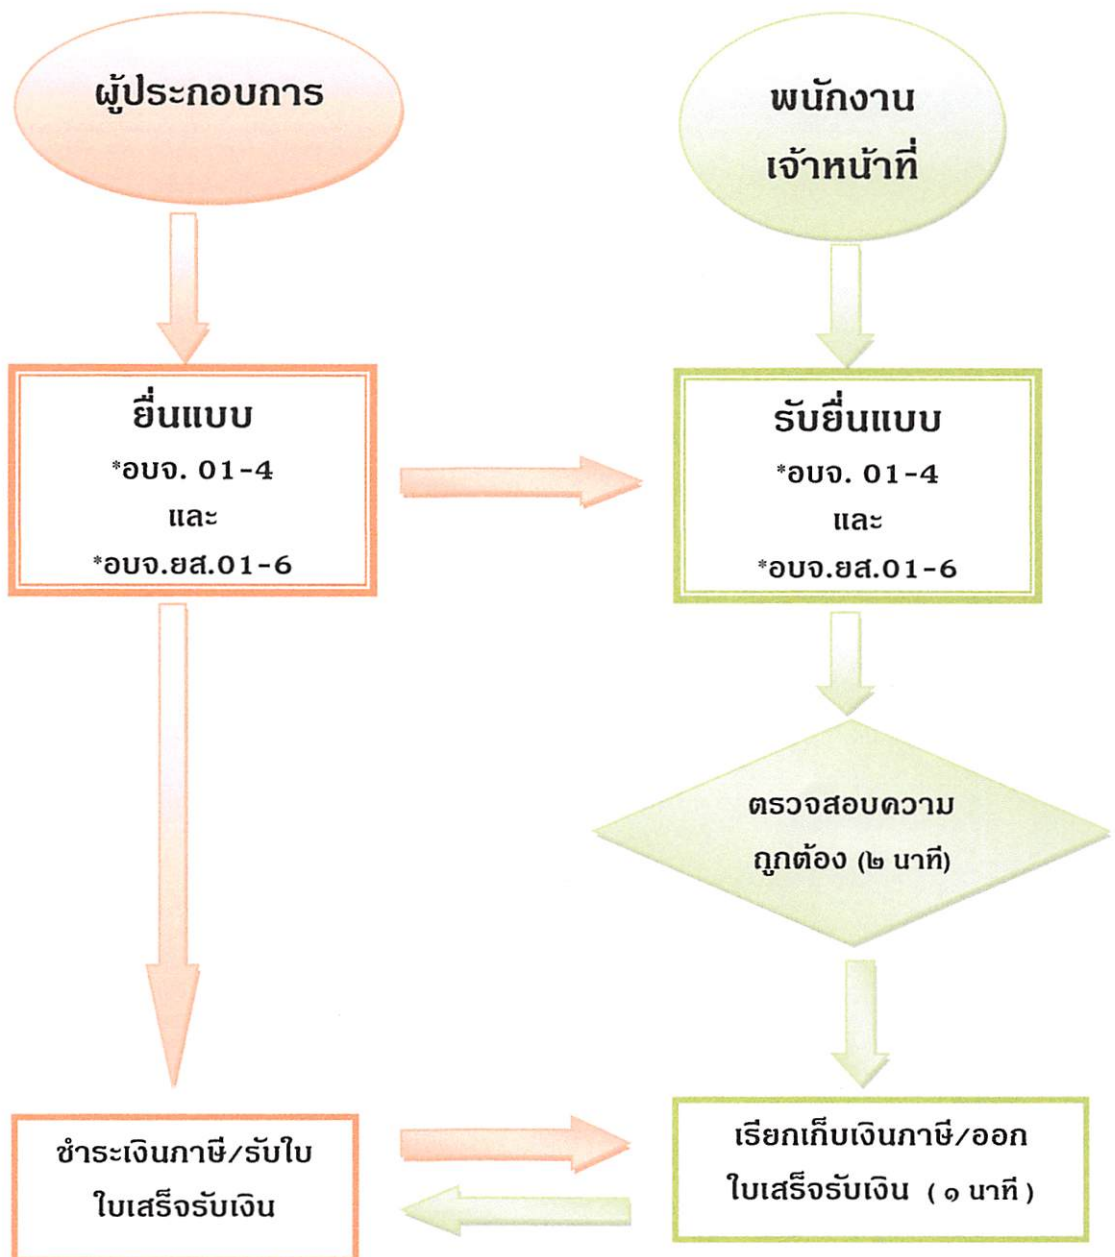 ผู้ประกอบการ
พนักงาน
เจ้าหน้าที่
ยื่นแบบ
*อบจ. 01-4
และ
*อบจ.ยส.01-6
รับยื่นแบบ
*อบจ. 01-4
และ
*อบจ.ยส.01-6
ตรวจสอบความ
ถูกต้อง (๒ นาที)
ชำระเงินภาษี/รับใบ
ใบเสร็จรับเงิน
เรียกเก็บเงินภาษี/ออก
ใบเสร็จรับเงิน ( ๑ นาที )